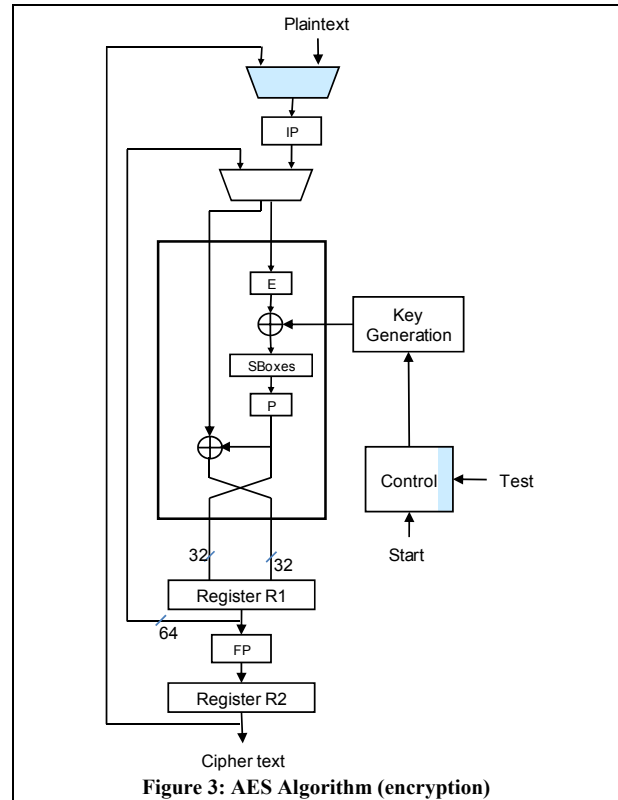 Plaintext
IP
E
Key
Generation
SBoxes
P
Control
Test
Start
32
32
Register R1
64
FP
Register R2
Cipher text
Figure 3: AES Algorithm (encryption)